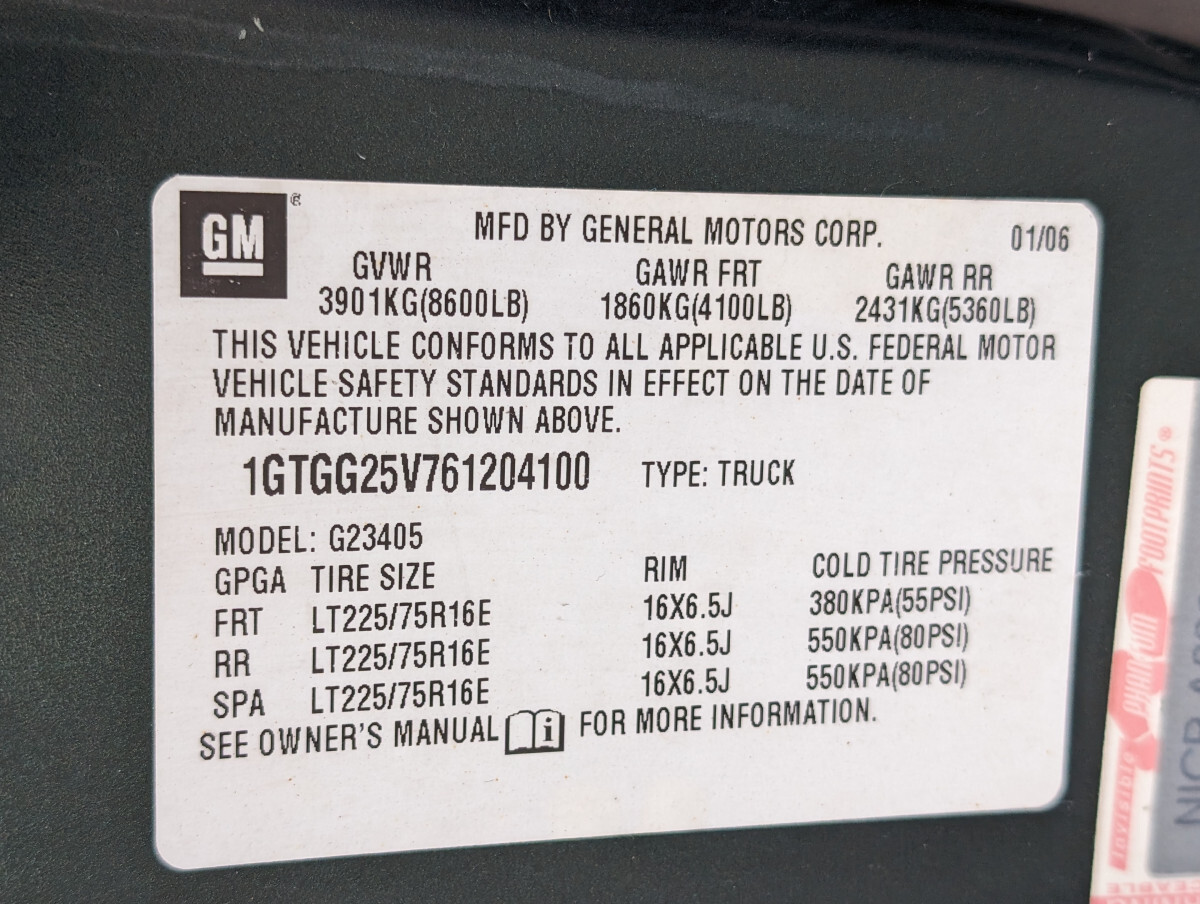 GM ®
MFD BY GENERAL MOTORS CORP. 01/06
GVWR GAWR FRT GAWR RR
3901KG(8600LB) 1860KG(4100LB) 2431KG(5360LB)
THIS VEHICLE CONFORMS TO ALL APPLICABLE U.S. FEDERAL MOTOR
VEHICLE SAFETY STANDARDS IN EFFECT ON THE DATE OF
MANUFACTURE SHOWN ABOVE.
1GTGG25V761204100 TYPE: TRUCK
MODEL: G23405
GPGA TIRE SIZE RIM COLD TIRE PRESSURE
FRT LT225/75R16E 16X6.5J 380KPA(55PSI)
RR LT225/75R16E 16X6.5J 550KPA(80PSI)
SPA LT225/75R16E 16X6.5J 550KPA(80PSI)
SEE OWNER'S MANUAL i FOR MORE INFORMATION.
Invisible PHANTOM FOOTPRINTS®